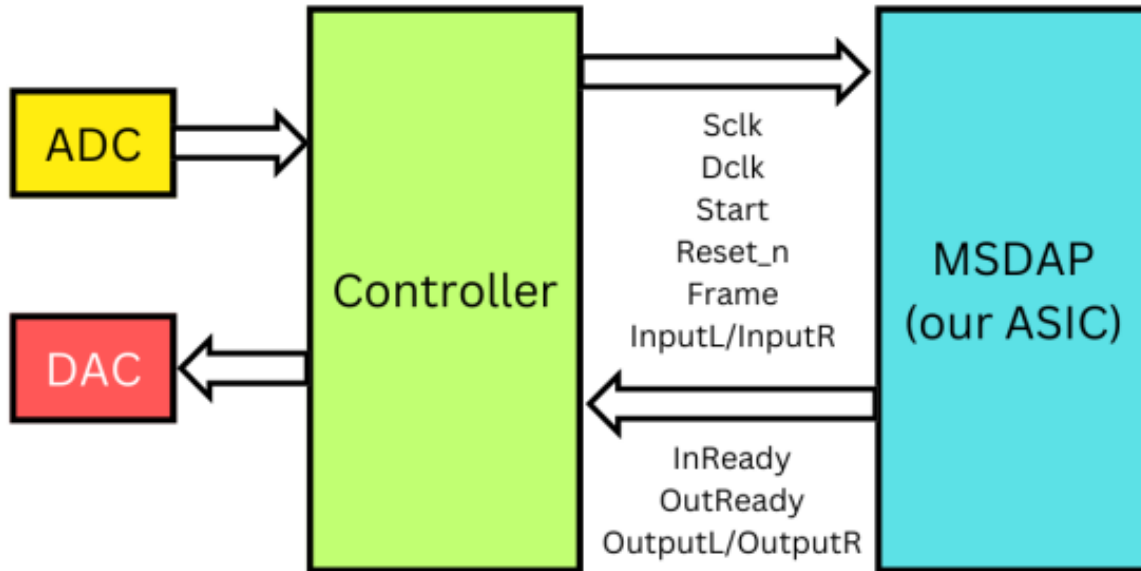 ADC
DAC
Controller
Sclk
Dclk
Start
Reset_n
Frame
InputL/InputR
InReady
OutReady
OutputL/OutputR
MSDAP
(our ASIC)